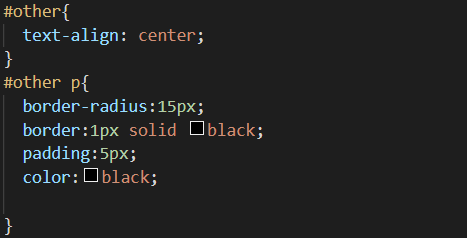 #other{
text-align: center;
}
#other p{
border-radius:15px;
border:1px solid black;
padding:5px;
color:black;
}